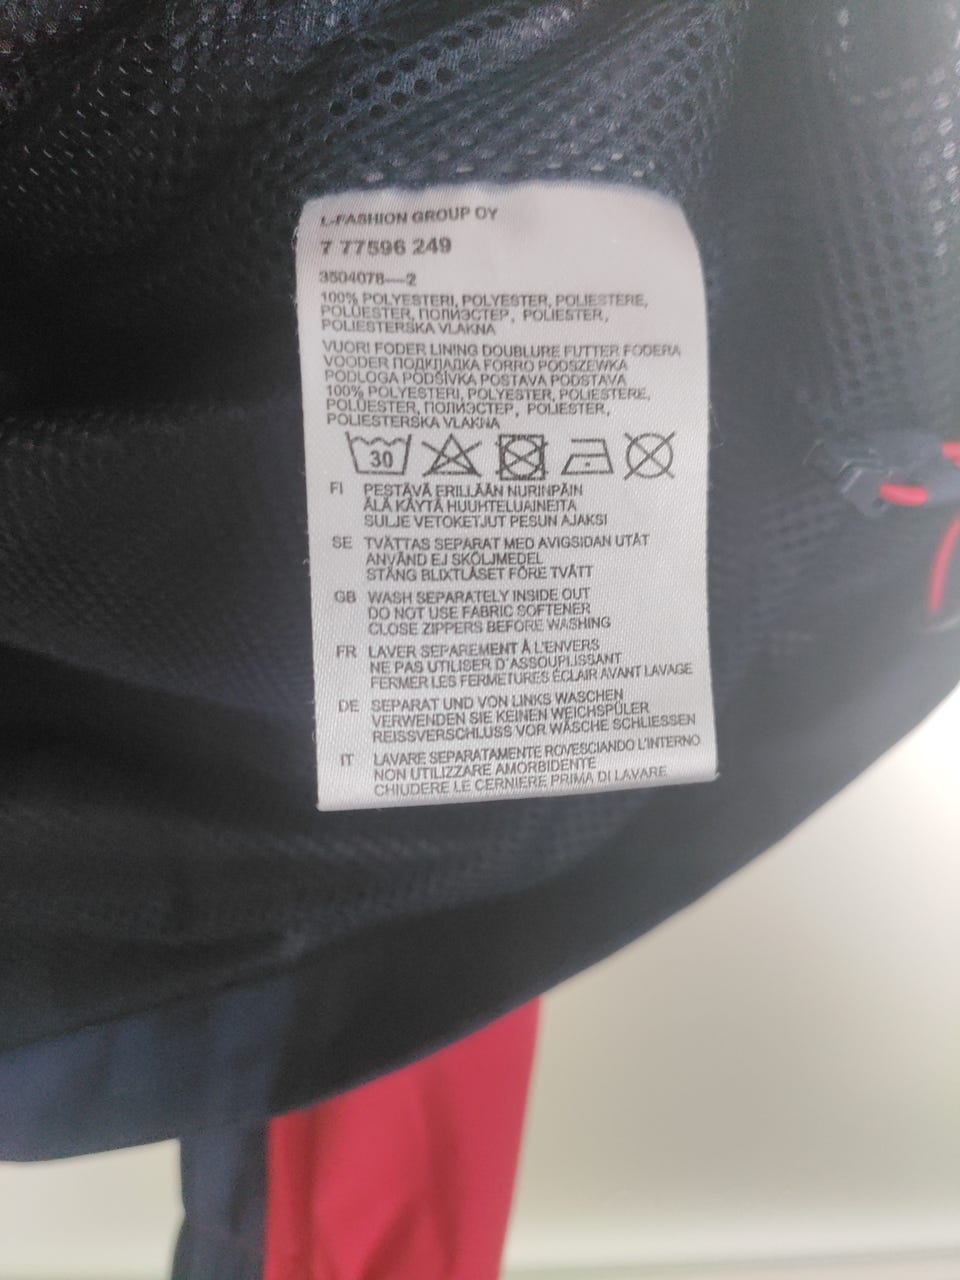 L-FASHION GROUP OY
7 77596 249
3504078---2
100% POLYESTERI, POLYESTER, POLIESTERE,
POLÜESTER, ПОЛИЭСТЕР, POLIESTER,
POLIESTERSKA VLAKNA
VUORI FODER LINING DOUBLURE FUTTER FODERA
VOODER ПОДКЛАДКА FORRO PODSZEWKA
PODLOGA PODŠÍVKA POSTAVA PODSTAVA
100% POLYESTERI, POLYESTER, POLIESTERE,
POLÜESTER, ПОЛИЭСТЕР, POLIESTER,
POLIESTERSKA VLAKNA
30
FI PESTÄVÄ ERILLÄÄN NURINPÄIN
ÄLÄ KÄYTÄ HUUHTELUAINEITA
SULJE VETOKETJUT PESUN AJAKSI
SE TVÄTTAS SEPARAT MED AVIGSIDAN UTÅT
ANVÄND EJ SKÖLJMEDEL
STÄNG BLIXTLÅSET FÖRE TVÄTT
GB WASH SEPARATELY INSIDE OUT
DO NOT USE FABRIC SOFTENER
CLOSE ZIPPERS BEFORE WASHING
FR LAVER SEPAREMENT À L'ENVERS
NE PAS UTILISER D'ASSOUPLISSANT
FERMER LES FERMETURES ÉCLAIR AVANT LAVAGE
DE SEPARAT UND VON LINKS WASCHEN
VERWENDEN SIE KEINEN WEICHSPÜLER
REISSVERSCHLUSS VOR WÄSCHE SCHLIESSEN
IT LAVARE SEPARATAMENTE ROVESCIANDO L'INTERNO
NON UTILIZZARE AMORBIDENTE
CHIUDERE LE CERNIERE PRIMA DI LAVARE